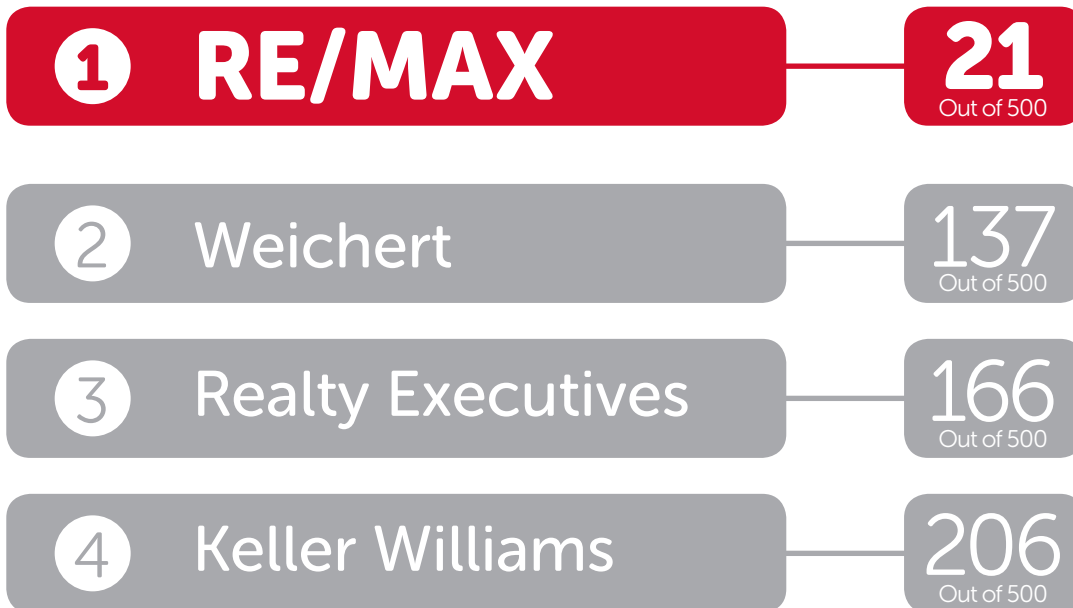 1 RE/MAX 21
Out of 500
2 Weichert 137
Out of 500
3 Realty Executives 166
Out of 500
4 Keller Williams 206
Out of 500